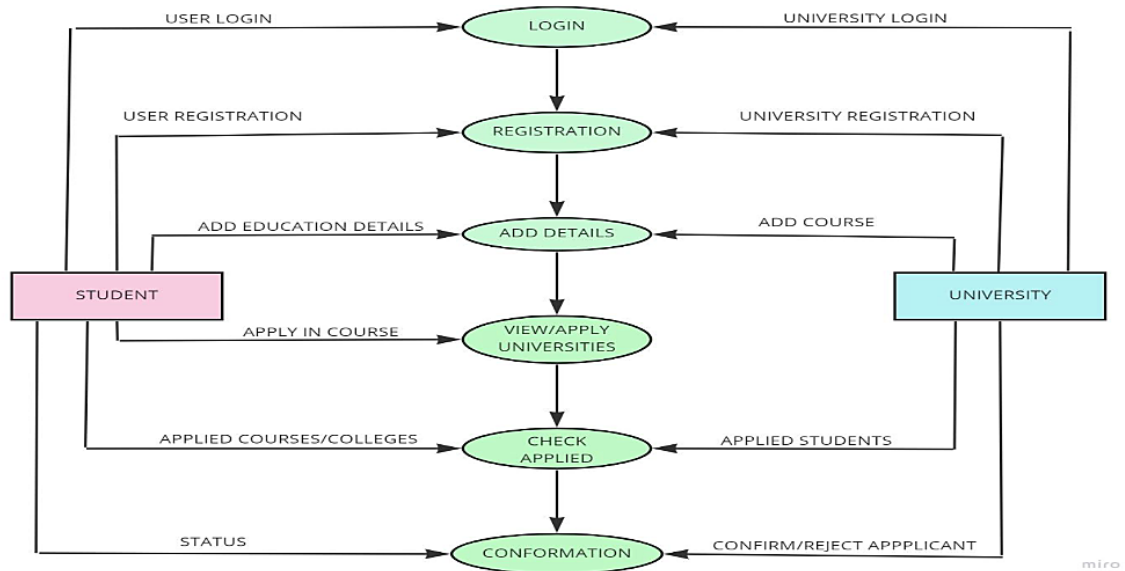 USER LOGIN
LOGIN
UNIVERSITY LOGIN
USER REGISTRATION
REGISTRATION
UNIVERSITY REGISTRATION
ADD EDUCATION DETAILS
ADD DETAILS
ADD COURSE
STUDENT
UNIVERSITY
APPLY IN COURSE
VIEW/APPLY
UNIVERSITIES
APPLIED COURSES/COLLEGES
CHECK
APPLIED
APPLIED STUDENTS
STATUS
CONFORMATION
CONFIRM/REJECT APPPLICANT
miro